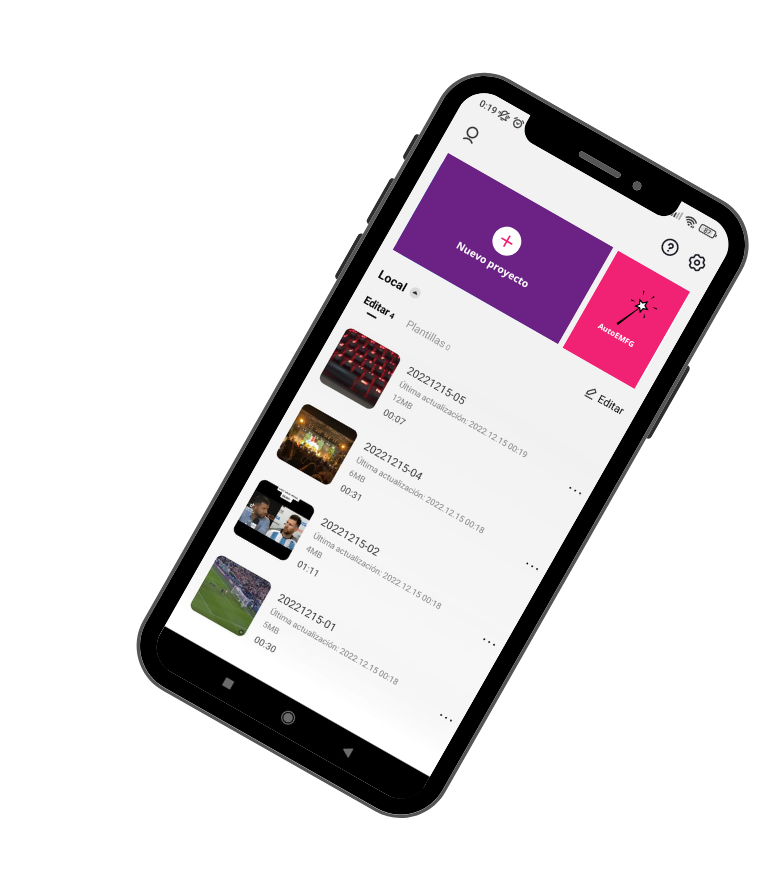 0:19
87
Nuevo proyecto
AutoEMFG
Local
Editar 4
Plantillas 0
Editar
20221215-05
Última actualización: 2022.12.15 00:19
12MB
00:07
20221215-04
Última actualización: 2022.12.15 00:18
6MB
00:31
20221215-02
Última actualización: 2022.12.15 00:18
4MB
01:11
20221215-01
Última actualización: 2022.12.15 00:18
5MB
00:30